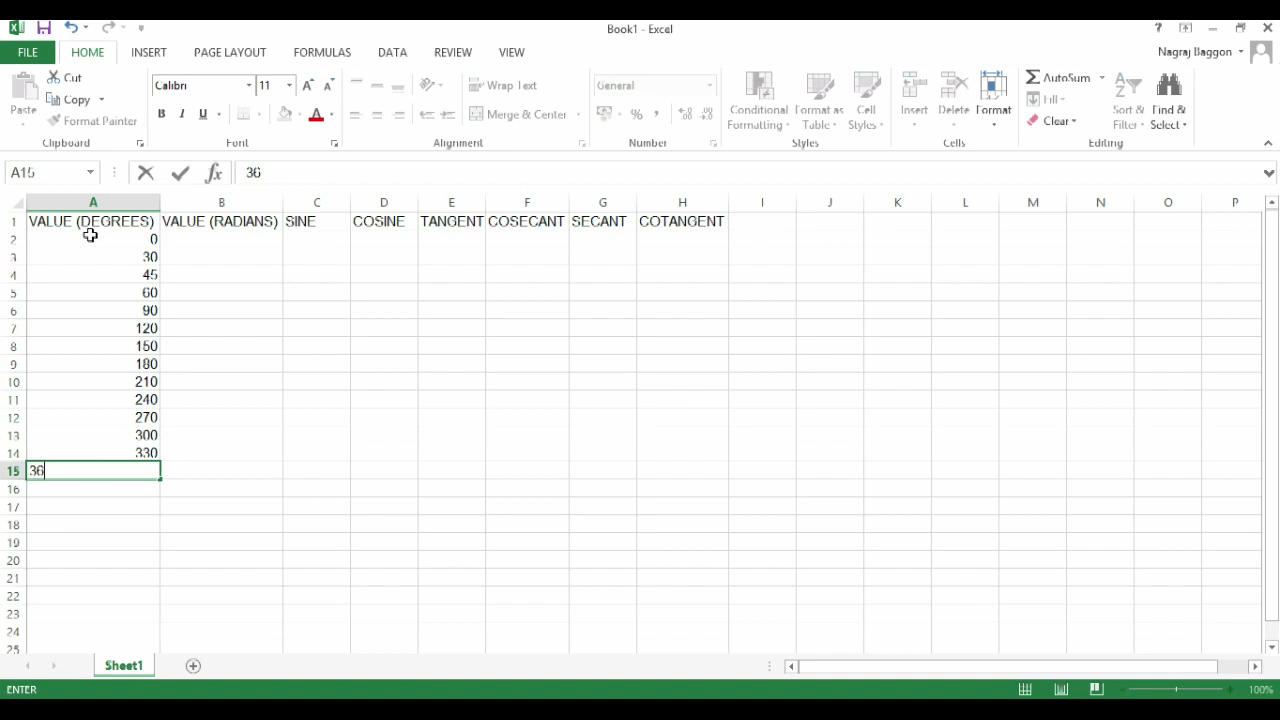 Book1 - Excel
?
FILE HOME INSERT PAGE LAYOUT FORMULAS DATA REVIEW VIEW
Nagraj Baggon
Paste
Cut
Copy
Format Painter
Clipboard
Calibri 11
B I U
Font
Wrap Text
Merge & Center
Alignment
General
%
Number
Conditional Formatting
Format as Table
Cell Styles
Styles
Insert Delete Format
Cells
AutoSum
Fill
Clear
Sort & Filter
Find & Select
Editing
A15 fx 36
A B C D E F G H I J K L M N O P
1 VALUE (DEGREES) VALUE (RADIANS) SINE COSINE TANGENT COSECANT SECANT COTANGENT
2 0
3 30
4 45
5 60
6 90
7 120
8 150
9 180
10 210
11 240
12 270
13 300
14 330
15 36
16
17
18
19
20
21
22
23
24
25
Sheet1
ENTER 100%